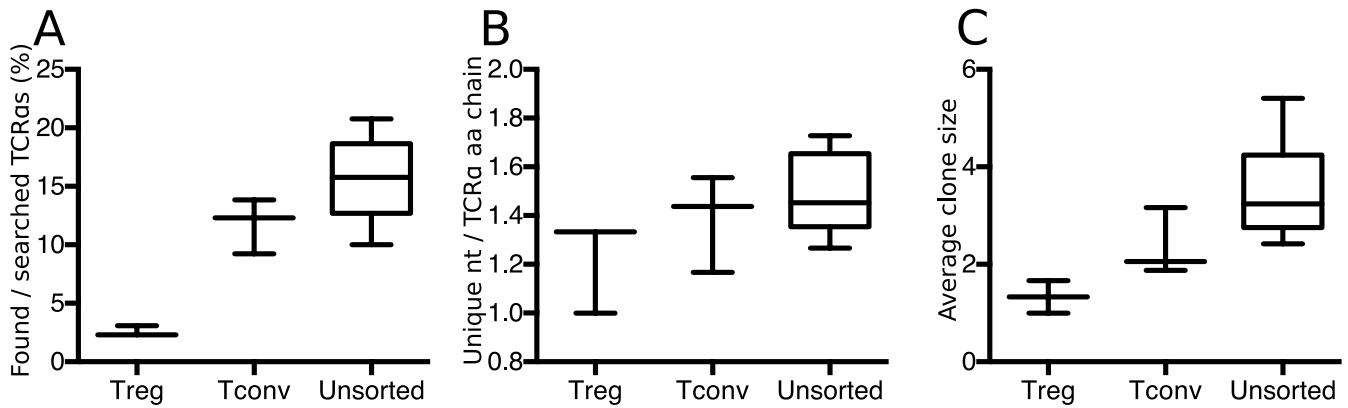 A
Found / searched TCRαs (%)
25
20
15
10
5
0
Treg Tconv Unsorted
B
Unique nt / TCRα aa chain
2.0
1.8
1.6
1.4
1.2
1.0
0.8
Treg Tconv Unsorted
C
Average clone size
6
4
2
0
Treg Tconv Unsorted